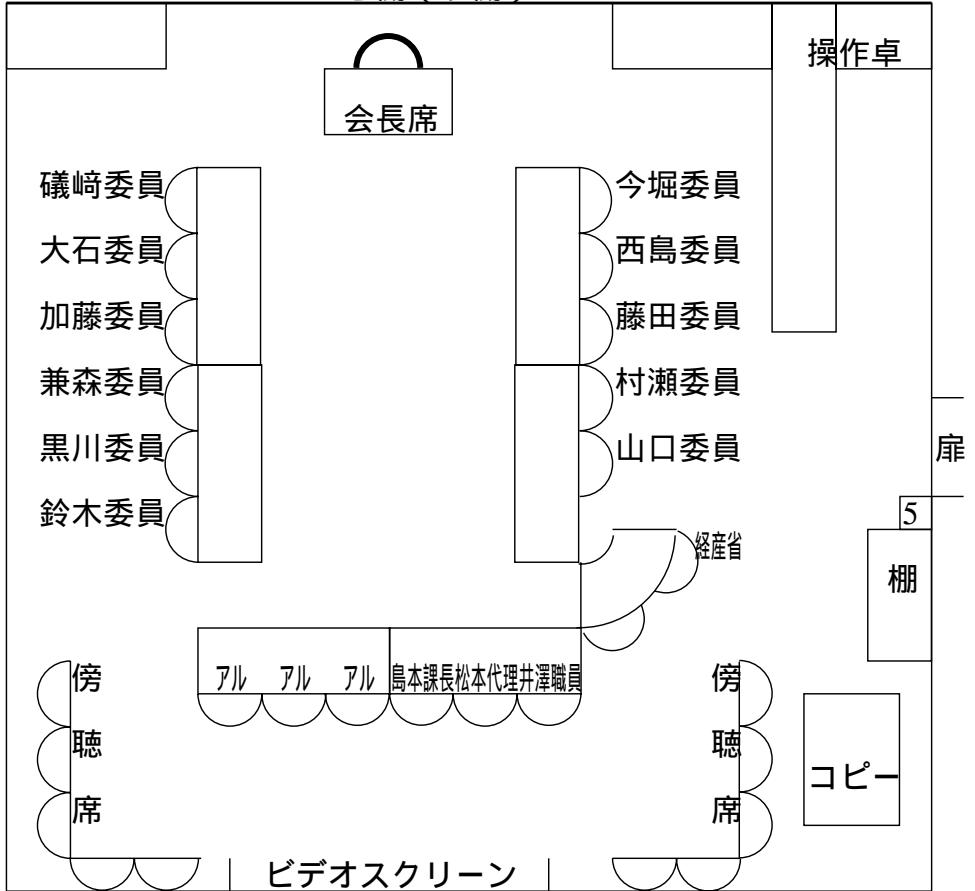 操作卓
会長席
礒﨑委員
今堀委員
大石委員
西島委員
加藤委員
藤田委員
兼森委員
村瀬委員
黒川委員
山口委員
扉
鈴木委員
5
経産省
棚
アル アル アル 島本課長 松本代理 井澤職員
傍聴席
傍聴席
コピー
ビデオスクリーン